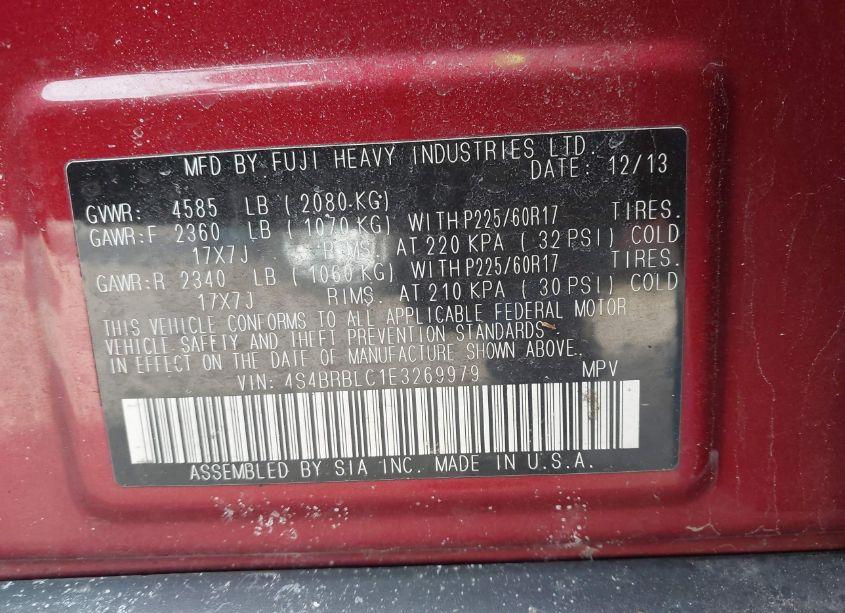 MFD BY FUJI HEAVY INDUSTRIES LTD.
DATE: 12/13
GVWR: 4585 LB ( 2080 KG)
GAWR:F 2360 LB ( 1070 KG) WITH P225/60R17 TIRES.
17X7J RIMS. AT 220 KPA ( 32 PSI) COLD
GAWR:R 2340 LB ( 1060 KG) WITH P225/60R17 TIRES.
17X7J RIMS. AT 210 KPA ( 30 PSI) COLD
THIS VEHICLE CONFORMS TO ALL APPLICABLE FEDERAL MOTOR
VEHICLE SAFETY AND THEFT PREVENTION STANDARDS
IN EFFECT ON THE DATE OF MANUFACTURE SHOWN ABOVE.
VIN: 4S4BRBLC1E3269979 MPV
ASSEMBLED BY SIA INC. MADE IN U.S.A.